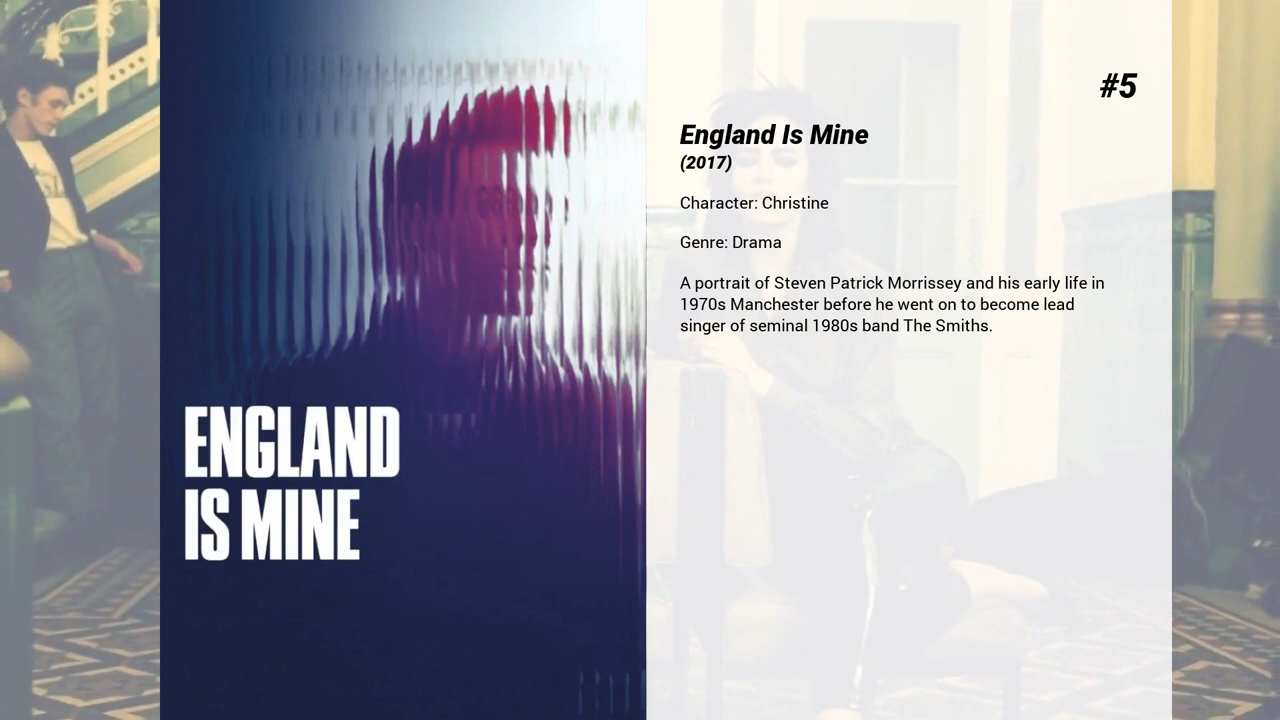 ENGLAND
IS MINE
#5
England Is Mine
(2017)
Character: Christine
Genre: Drama
A portrait of Steven Patrick Morrissey and his early life in
1970s Manchester before he went on to become lead
singer of seminal 1980s band The Smiths.